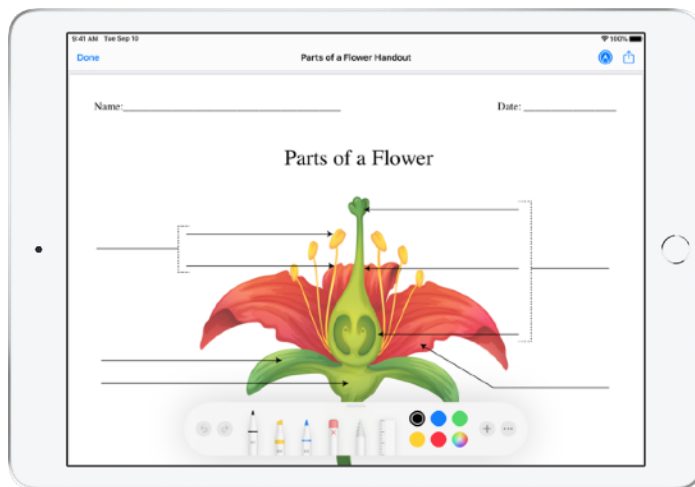 9:41 AM Tue Sep 10
100%
Done
Parts of a Flower Handout
Name:
Date:
Parts of a Flower